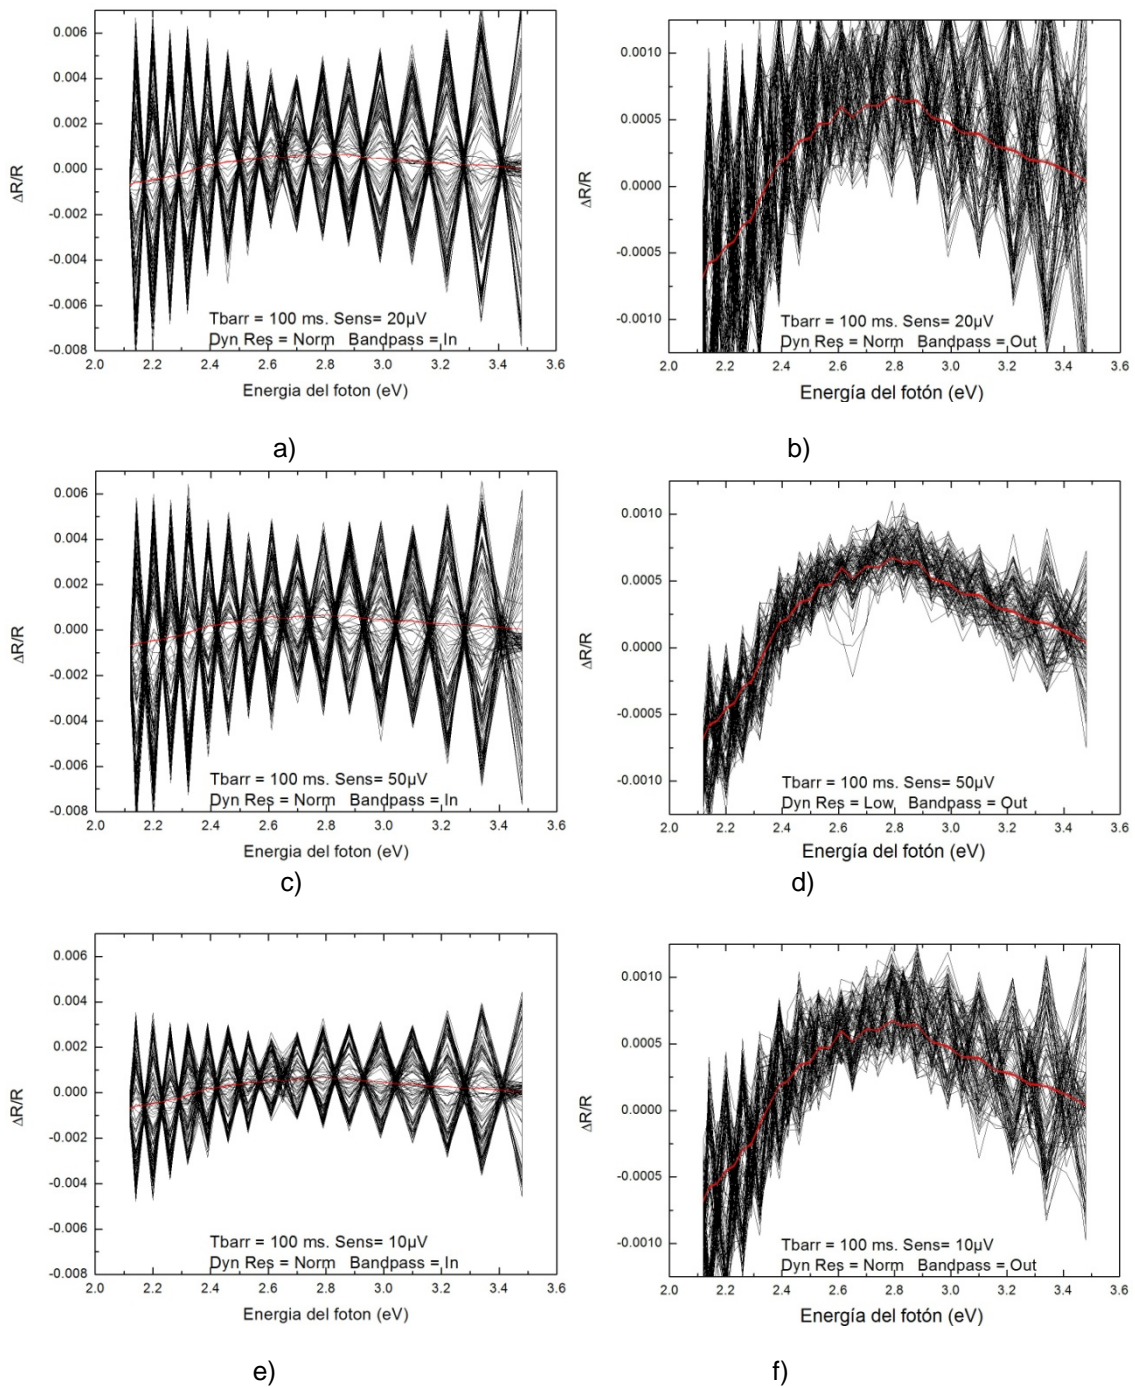 0.006
0.004
0.002
0.000
-0.002
-0.004
-0.006
-0.008
ΔR/R
Tbarr = 100 ms. Sens= 20µV
Dyn Res = Norm Bandpass = In
2.0 2.2 2.4 2.6 2.8 3.0 3.2 3.4 3.6
Energia del foton (eV)
0.0010
0.0005
0.0000
-0.0005
-0.0010
ΔR/R
Tbarr = 100 ms. Sens= 20µV
Dyn Res = Norm Bandpass = Out
2.0 2.2 2.4 2.6 2.8 3.0 3.2 3.4 3.6
Energía del fotón (eV)
a)
b)
0.006
0.004
0.002
0.000
-0.002
-0.004
-0.006
-0.008
ΔR/R
Tbarr = 100 ms. Sens= 50µV
Dyn Res = Norm Bandpass = In
2.0 2.2 2.4 2.6 2.8 3.0 3.2 3.4 3.6
Energia del foton (eV)
0.0010
0.0005
0.0000
-0.0005
-0.0010
ΔR/R
Tbarr = 100 ms. Sens= 50µV
Dyn Res = Low Bandpass = Out
2.0 2.2 2.4 2.6 2.8 3.0 3.2 3.4 3.6
Energía del fotón (eV)
c)
d)
0.006
0.004
0.002
0.000
-0.002
-0.004
-0.006
-0.008
ΔR/R
Tbarr = 100 ms. Sens= 10µV
Dyn Res = Norm Bandpass = In
2.0 2.2 2.4 2.6 2.8 3.0 3.2 3.4 3.6
Energia del foton (eV)
0.0010
0.0005
0.0000
-0.0005
-0.0010
ΔR/R
Tbarr = 100 ms. Sens= 10µV
Dyn Res = Norm Bandpass = Out
2.0 2.2 2.4 2.6 2.8 3.0 3.2 3.4 3.6
Energía del fotón (eV)
e)
f)